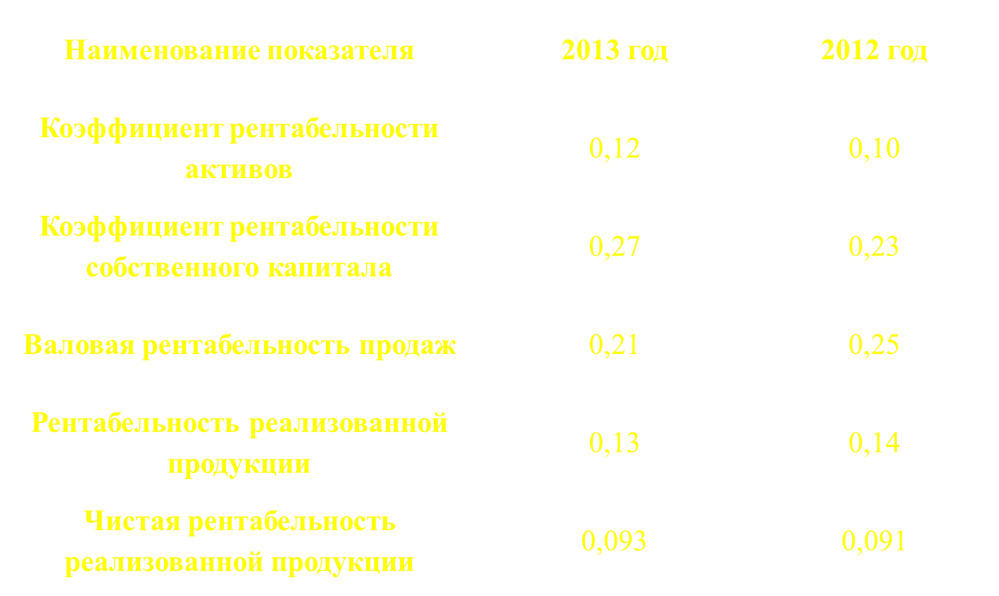 Наименование показателя 2013 год 2012 год
Коэффициент рентабельности
активов 0,12 0,10
Коэффициент рентабельности
собственного капитала 0,27 0,23
Валовая рентабельность продаж 0,21 0,25
Рентабельность реализованной
продукции 0,13 0,14
Чистая рентабельность
реализованной продукции 0,093 0,091